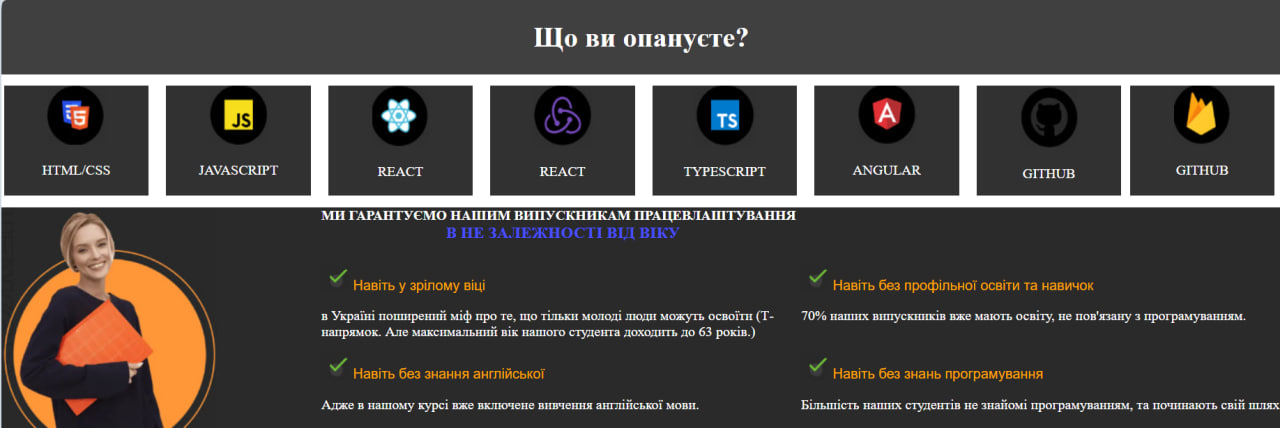 Що ви опануєте?
HTML/CSS
JAVASCRIPT
REACT
REACT
TYPESCRIPT
ANGULAR
GITHUB
GITHUB
МИ ГАРАНТУЄМО НАШИМ ВИПУСКНИКАМ ПРАЦЕВЛАШТУВАННЯ
В НЕ ЗАЛЕЖНОСТІ ВІД ВІКУ
Навіть у зрілому віці
в Україні поширений міф про те, що тільки молоді люди можуть освоїти (Т-
напрямок. Але максимальний вік нашого студента доходить до 63 років.)
Навіть без профільної освіти та навичок
70% наших випускників вже мають освіту, не пов'язану з програмуванням.
Навіть без знання англійської
Адже в нашому курсі вже включене вивчення англійської мови.
Навіть без знань програмування
Більшість наших студентів не знайомі програмуванням, та починають свій шлях